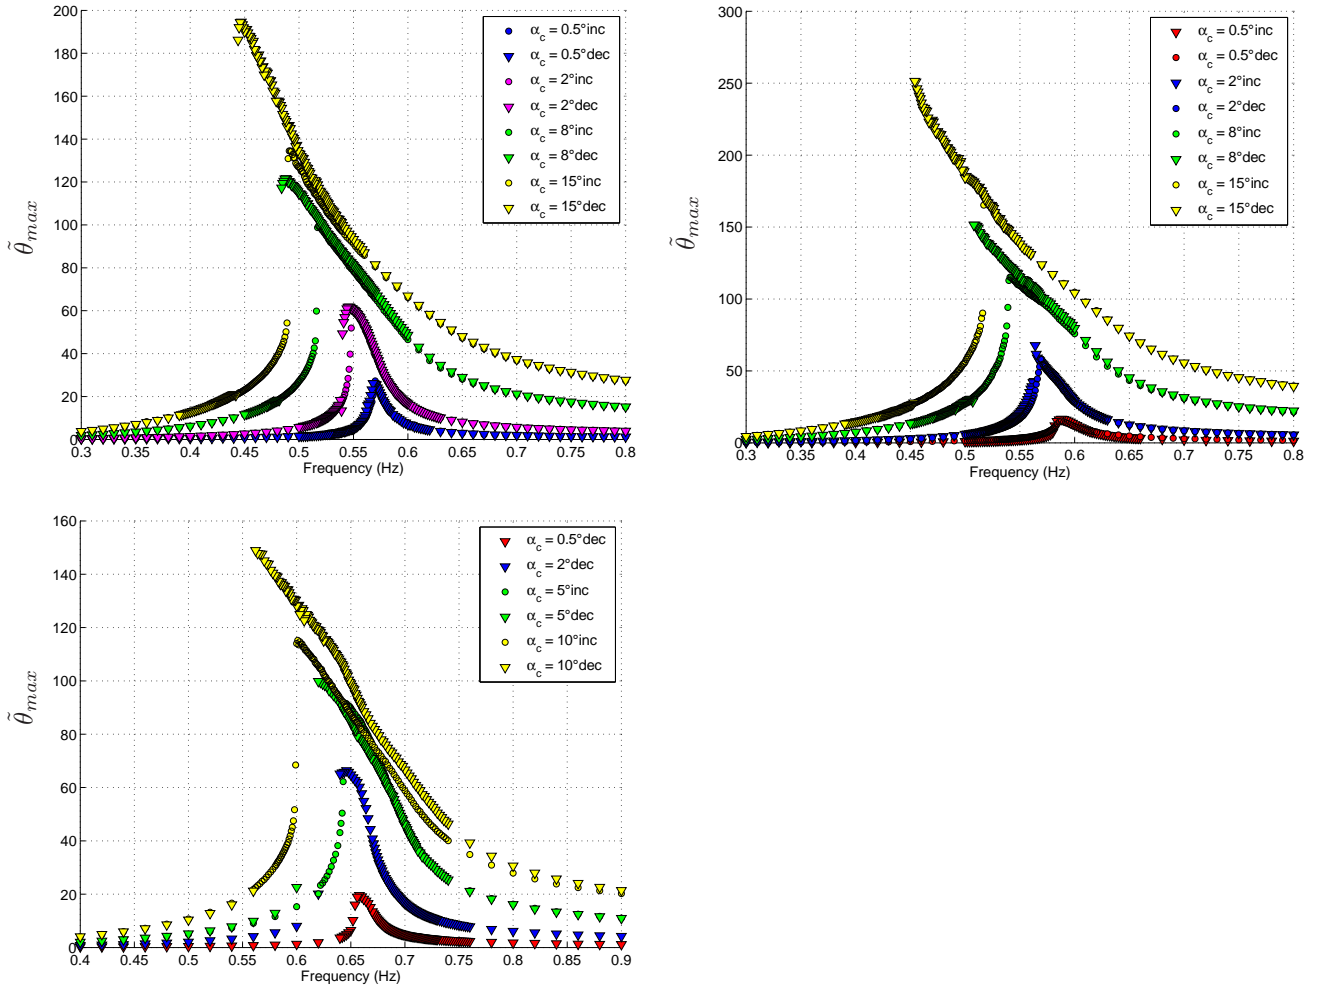 200
180
160
140
120
100
80
60
40
20
0
0.3 0.35 0.4 0.45 0.5 0.55 0.6 0.65 0.7 0.75 0.8
Frequency (Hz)
θ̃max
αc = 0.5°inc
αc = 0.5°dec
αc = 2°inc
αc = 2°dec
αc = 8°inc
αc = 8°dec
αc = 15°inc
αc = 15°dec
300
250
200
150
100
50
0
0.3 0.35 0.4 0.45 0.5 0.55 0.6 0.65 0.7 0.75 0.8
Frequency (Hz)
θ̃max
αc = 0.5°inc
αc = 0.5°dec
αc = 2°inc
αc = 2°dec
αc = 8°inc
αc = 8°dec
αc = 15°inc
αc = 15°dec
160
140
120
100
80
60
40
20
0
0.4 0.45 0.5 0.55 0.6 0.65 0.7 0.75 0.8 0.85 0.9
Frequency (Hz)
θ̃max
αc = 0.5°dec
αc = 2°dec
αc = 5°inc
αc = 5°dec
αc = 10°inc
αc = 10°dec